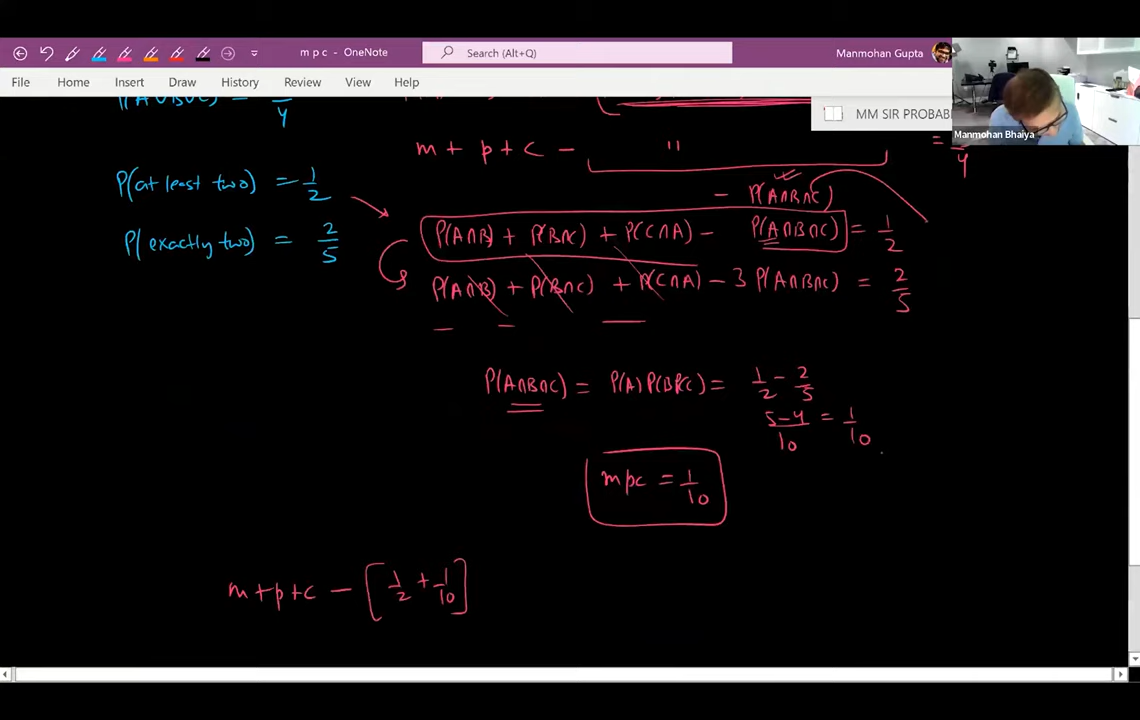 m p c - OneNote
Search (Alt+Q)
Manmohan Gupta
File Home Insert Draw History Review View Help
MM SIR PROBAB
Manmohan Bhaiya
P(A∪B∪C) = 4
m + p + c - "
= 4
- P(A∩B∩C)
P(at least two) = 1/2
P(A∩B) + P(B∩C) + P(C∩A) - P(A∩B∩C) = 1/2
P(exactly two) = 2/5
P(A∩B) + P(B∩C) + P(C∩A) - 3 P(A∩B∩C) = 2/5
P(A∩B∩C) = P(A) P(B) P(C) = 1/2 - 2/5
5-4/10 = 1/10
mpc = 1/10
m+p+c - [1/2 + 1/10]